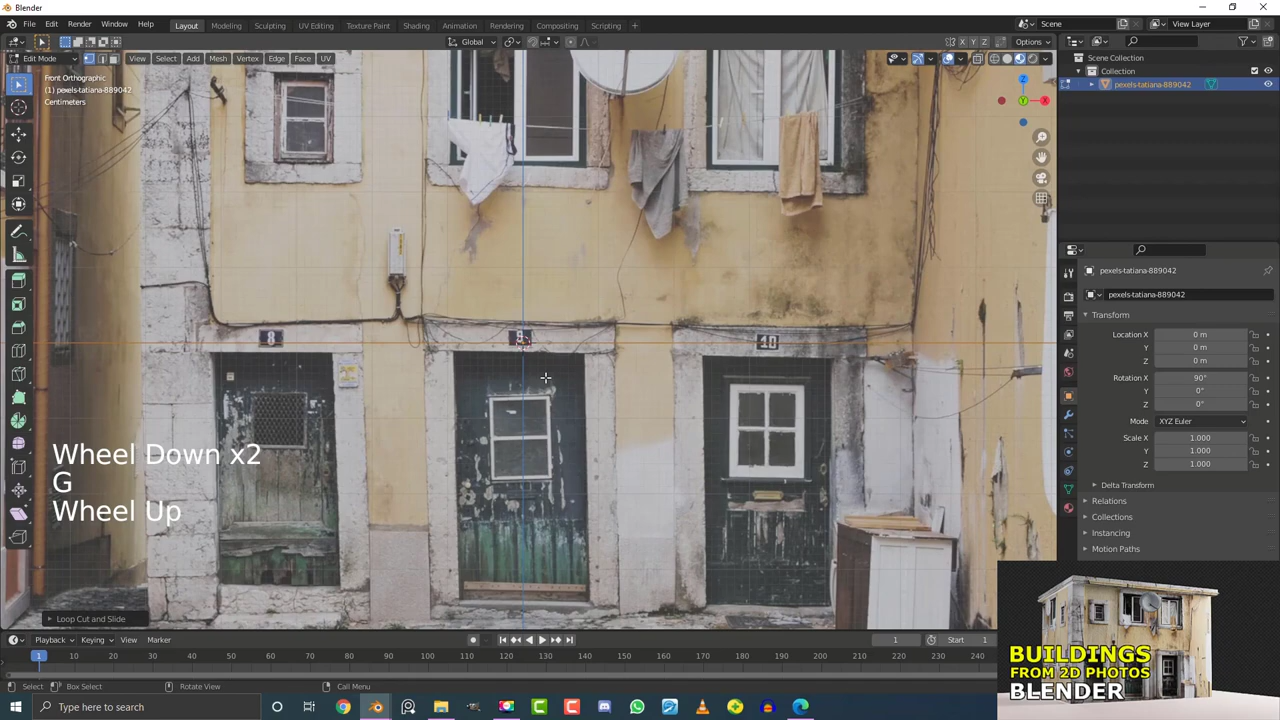 Blender
File Edit Render Window Help Layout Modeling Sculpting UV Editing Texture Paint Shading Animation Rendering Compositing Scripting + Scene View Layer
Global Options
Edit Mode View Select Add Mesh Vertex Edge Face UV X Y Z
Front Orthographic
(1) pexels-tatiana-889042
Centimeters
Scene Collection
Collection
pexels-tatiana-889042
Z
Y X
8 9 10
pexels-tatiana-889042
pexels-tatiana-889042
Transform
Location X 0 m
Y 0 m
Z 0 m
Rotation X 90°
Y 0°
Z 0°
Mode XYZ Euler
Scale X 1.000
Y 1.000
Z 1.000
Delta Transform
Relations
Collections
Instancing
Motion Paths
Wheel Down x2
G
Wheel Up
Loop Cut and Slide
Playback Keying View Marker 1 Start 1
1 10 20 30 40 50 60 70 80 90 100 110 120 130 140 150 160 170 180 190 200 210 220 230 240
Select Box Select Rotate View Call Menu
BUILDINGS
FROM 2D PHOTOS
BLENDER
Type here to search